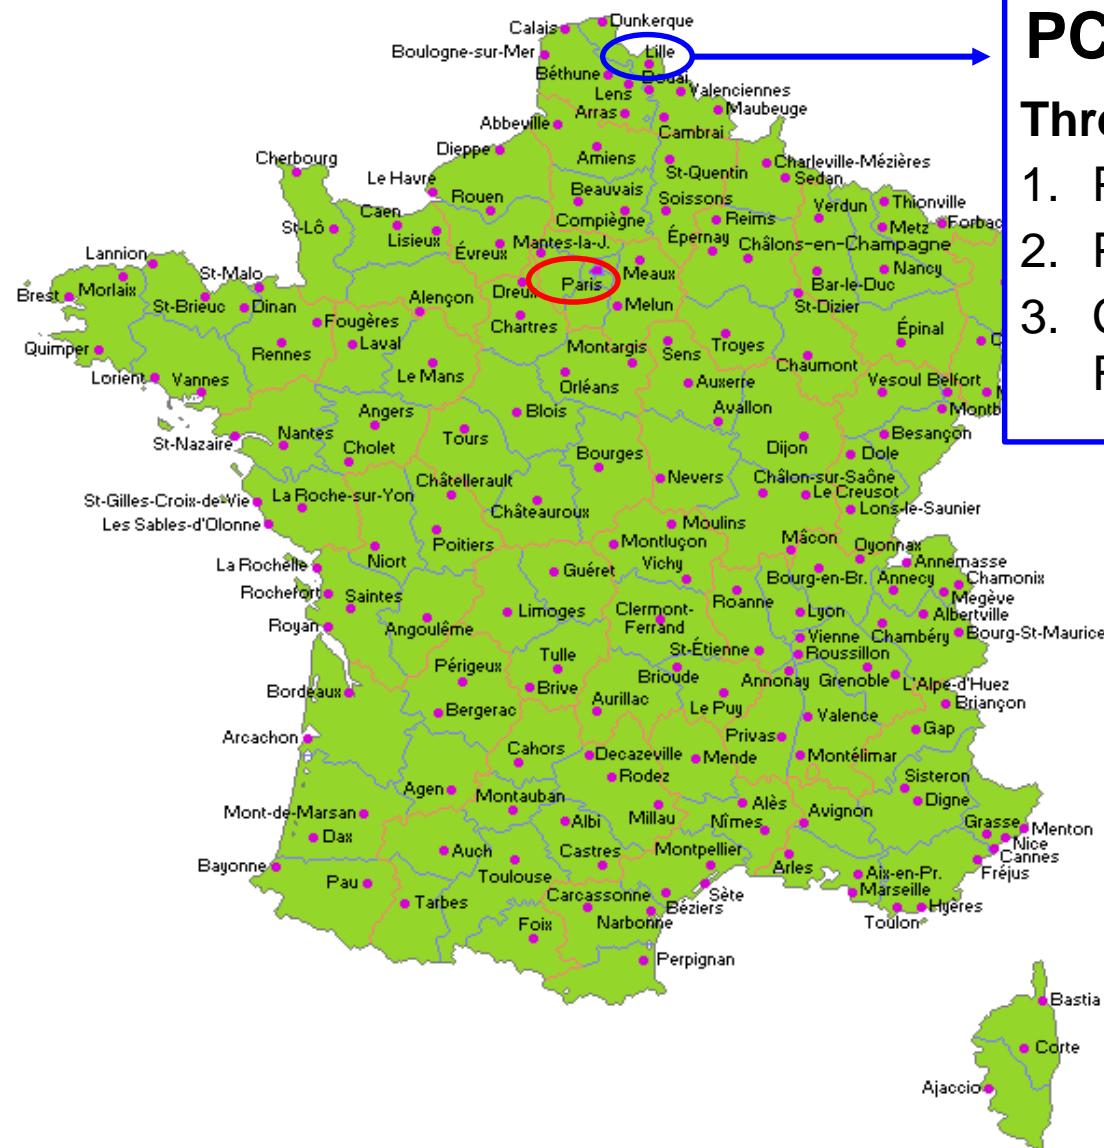 Dunkerque
Calais
Boulogne-sur-Mer
Lille
Béthune
Douai
Lens
Valenciennes
Maubeuge
Arras
Abbeville
Cambrai
Dieppe
Amiens
Cherbourg
Charleville-Mézières
St-Quentin
Sedan
Le Havre
Rouen
Beauvais
Soissons
Verdun
Thionville
Caen
Compiègne
Reims
St-Lô
Lisieux
Metz
Évreux
Mantes-la-J.
Épernay
Châlons-en-Champagne
Lannion
St-Malo
Meaux
Nancy
Morlaix
Paris
Brest
St-Brieuc
Dinan
Alençon
Dreux
Melun
Bar-le-Duc
St-Dizier
Fougères
Chartres
Épinal
Quimper
Rennes
Laval
Montargis
Sens
Troyes
Chaumont
Lorient
Vannes
Le Mans
Orléans
Auxerre
Vesoul
Belfort
Angers
Blois
Avallon
St-Nazaire
Nantes
Tours
Dijon
Besançon
Cholet
Bourges
Dole
Châtellerault
Nevers
Châlon-sur-Saône
St-Gilles-Croix-de-Vie
La Roche-sur-Yon
Le Creusot
Les Sables-d'Olonne
Châteauroux
Lons-le-Saunier
Moulins
Poitiers
Montluçon
Mâcon
Oyonnax
La Rochelle
Niort
Guéret
Vichy
Annemasse
Bourg-en-Br.
Annecy
Chamonix
Rochefort
Saintes
Roanne
Megève
Limoges
Clermont-
Ferrand
Lyon
Albertville
Royan
Angoulême
Vienne
Chambéry
Bourg-St-Maurice
St-Étienne
Roussillon
Périgeux
Tulle
Brioude
Annonay
Grenoble
L'Alpe-d'Huez
Bordeaux
Brive
Aurillac
Le Puy
Briançon
Bergerac
Valence
Arcachon
Privas
Gap
Cahors
Decazeville
Mende
Montélimar
Rodez
Sisteron
Agen
Montauban
Digne
Mont-de-Marsan
Millau
Alès
Avignon
Albi
Nîmes
Grasse
Menton
Dax
Nice
Auch
Castres
Montpellier
Cannes
Bayonne
Toulouse
Arles
Aix-en-Pr.
Fréjus
Pau
Marseille
Tarbes
Carcassonne
Sète
Béziers
Hyères
Foix
Narbonne
Toulon
Perpignan
Bastia
Corte
Ajaccio
PC
1.
2.
3.